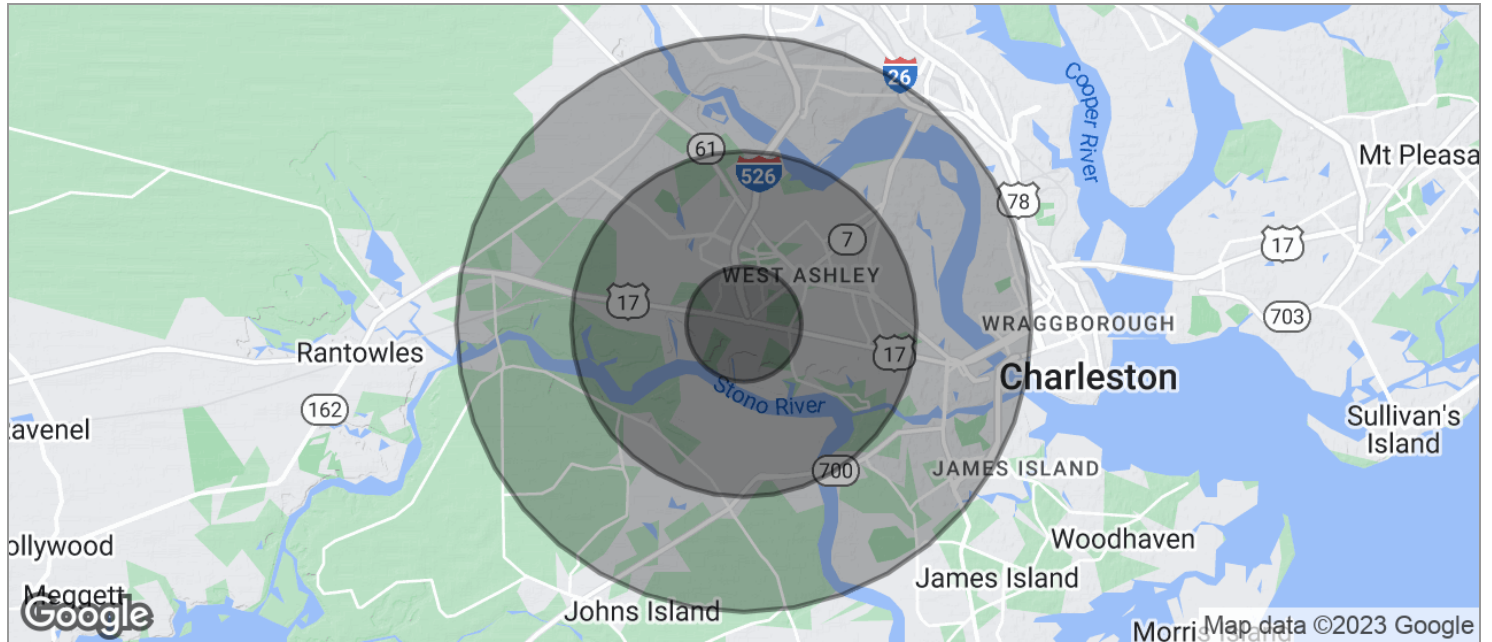 26
Cooper River
61
Mt Pleasa
526
78
7
17
WEST ASHLEY
17
703
WRAGGBOROUGH
Rantowles
17
Charleston
Stono River
162
Sullivan's
Island
avenel
JAMES ISLAND
700
Woodhaven
ollywood
James Island
Meggett
Google
Johns Island
Map data ©2023 Google
Morris Island